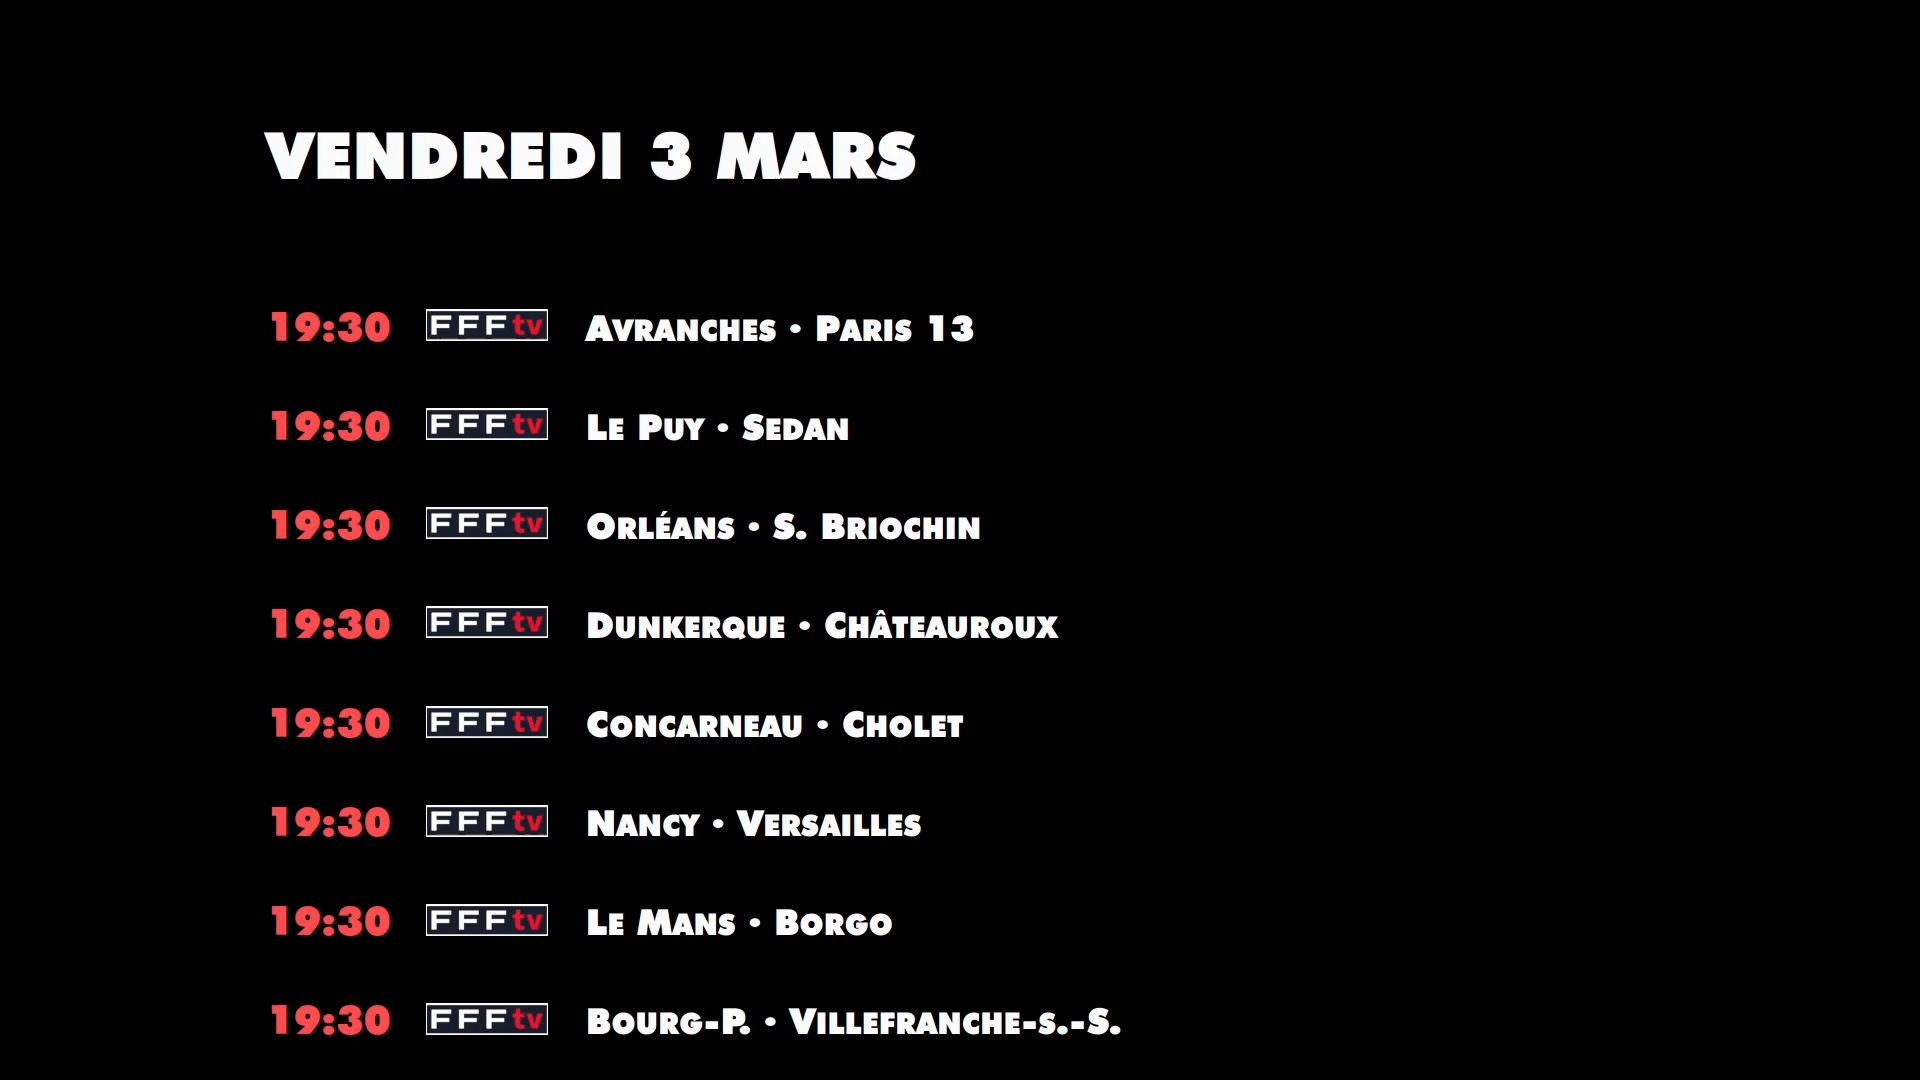 VENDREDI 3 MARS
19:30 FFFtv AVRANCHES • PARIS 13
19:30 FFFtv LE PUY • SEDAN
19:30 FFFtv ORLÉANS • S. BRIOCHIN
19:30 FFFtv DUNKERQUE • CHÂTEAUROUX
19:30 FFFtv CONCARNEAU • CHOLET
19:30 FFFtv NANCY • VERSAILLES
19:30 FFFtv LE MANS • BORGO
19:30 FFFtv BOURG-P. • VILLEFRANCHE-S.-S.